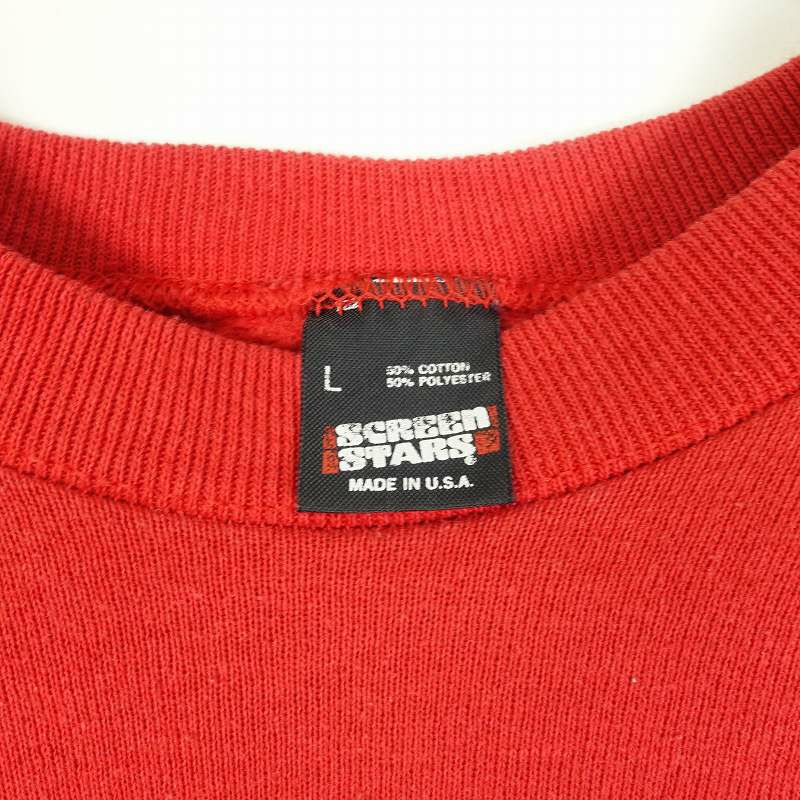 L
50% COTTON
50% POLYESTER
SCREEN
STARS
MADE IN U.S.A.